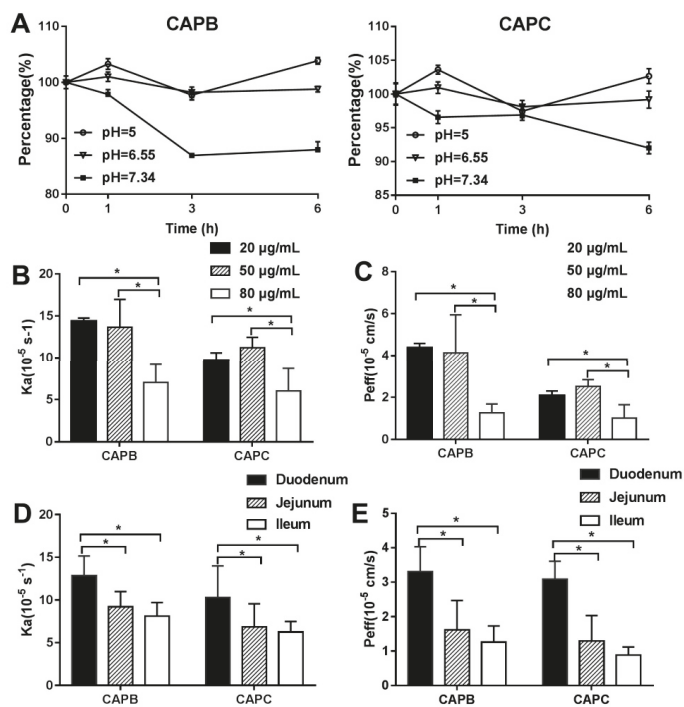 A
CAPB
CAPC
Percentage(%)
110
100
90
80
0
1
3
6
Time (h)
pH=5
pH=6.55
pH=7.34
Percentage(%)
110
105
100
95
90
85
0
1
3
6
Time (h)
pH=5
pH=6.55
pH=7.34
B
20 µg/mL
50 µg/mL
80 µg/mL
Ka(10-5 s-1)
20
15
10
5
0
*
*
*
*
CAPB
CAPC
C
20 µg/mL
50 µg/mL
80 µg/mL
Peff(10-5 cm/s)
8
6
4
2
0
*
*
*
*
CAPB
CAPC
D
Duodenum
Jejunum
Ileum
Ka(10-5 s-1)
20
15
10
5
0
*
*
*
*
CAPB
CAPC
E
Duodenum
Jejunum
Ileum
Peff(10-5 cm/s)
5
4
3
2
1
0
*
*
*
*
CAPB
CAPC